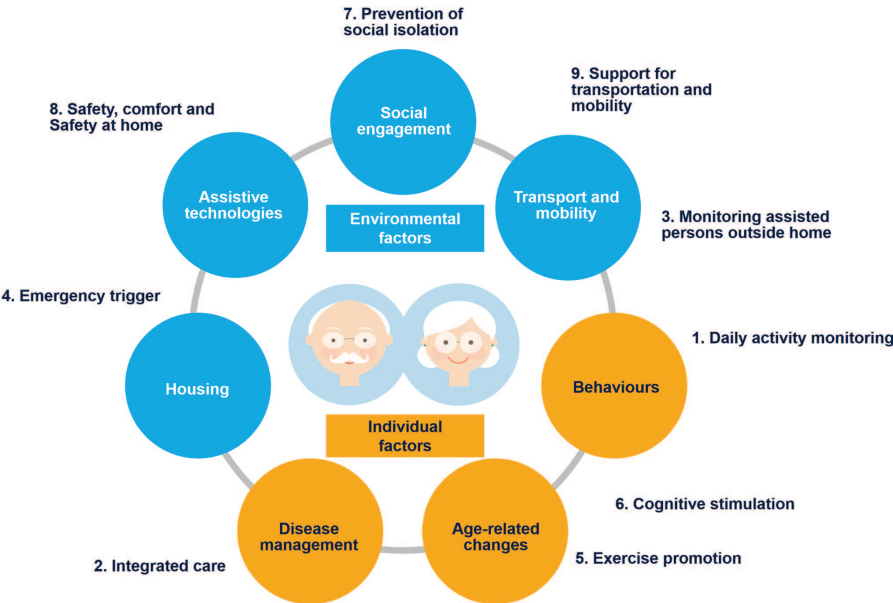 7. Prevention of
social isolation
9. Support for
transportation and
mobility
8. Safety, comfort and
Safety at home
Social
engagement
Assistive
technologies
Transport and
mobility
Environmental
factors
3. Monitoring assisted
persons outside home
4. Emergency trigger
1. Daily activity monitoring
Housing
Behaviours
Individual
factors
6. Cognitive stimulation
Disease
management
Age-related
changes
2. Integrated care
5. Exercise promotion